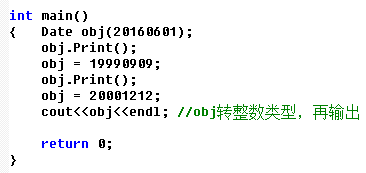 int main()
{   Date obj(20160601);
    obj.Print();
    obj = 19990909;
    obj.Print();
    obj = 20001212;
    cout<<obj<<endl; //obj转整数类型，再输出
    return 0;
}